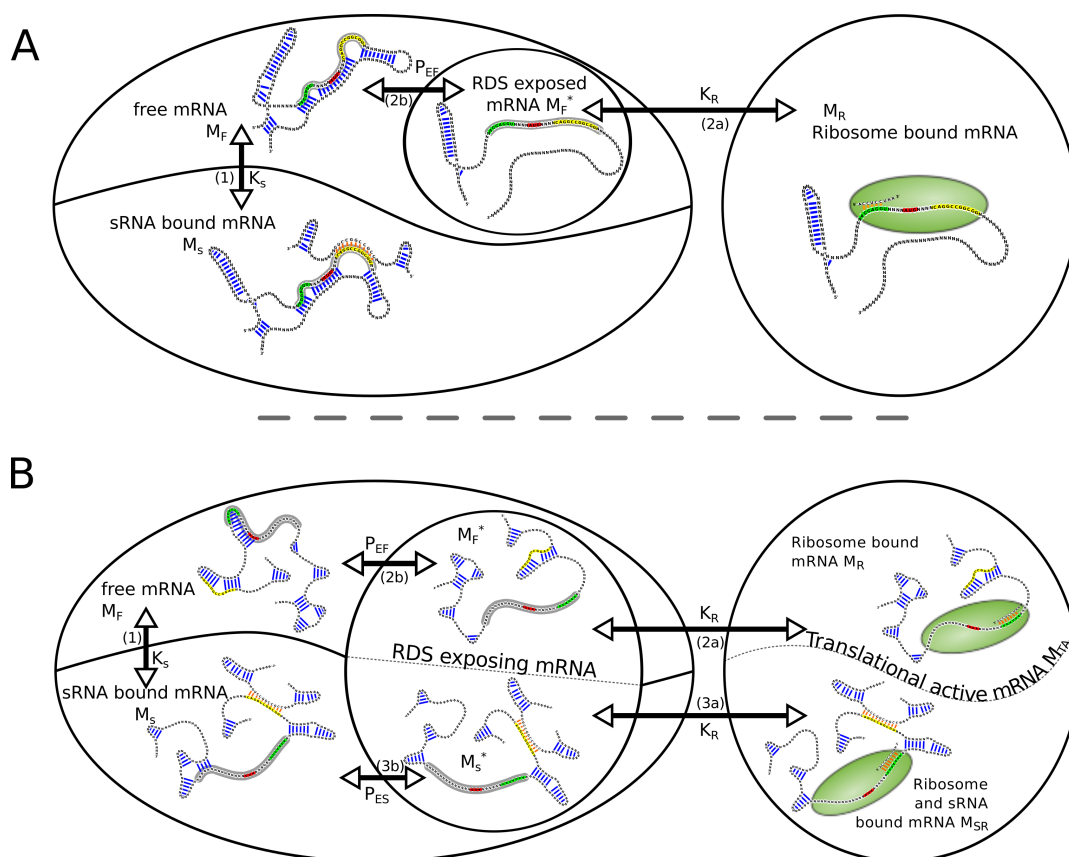 A
free mRNA
M_F
P_EF
(2b)
RDS exposed
mRNA M_F*
K_R
(2a)
M_R
Ribosome bound mRNA
(1)
K_s
sRNA bound mRNA
M_s
B
free mRNA
M_F
P_EF
(2b)
M_F*
Ribosome bound
mRNA M_R
(1)
K_s
K_R
(2a)
RDS exposing mRNA
Translational active mRNA M_TA
sRNA bound mRNA
M_s
(3a)
K_R
M_s*
(3b)
P_ES
Ribosome
and sRNA
bound mRNA M_SR